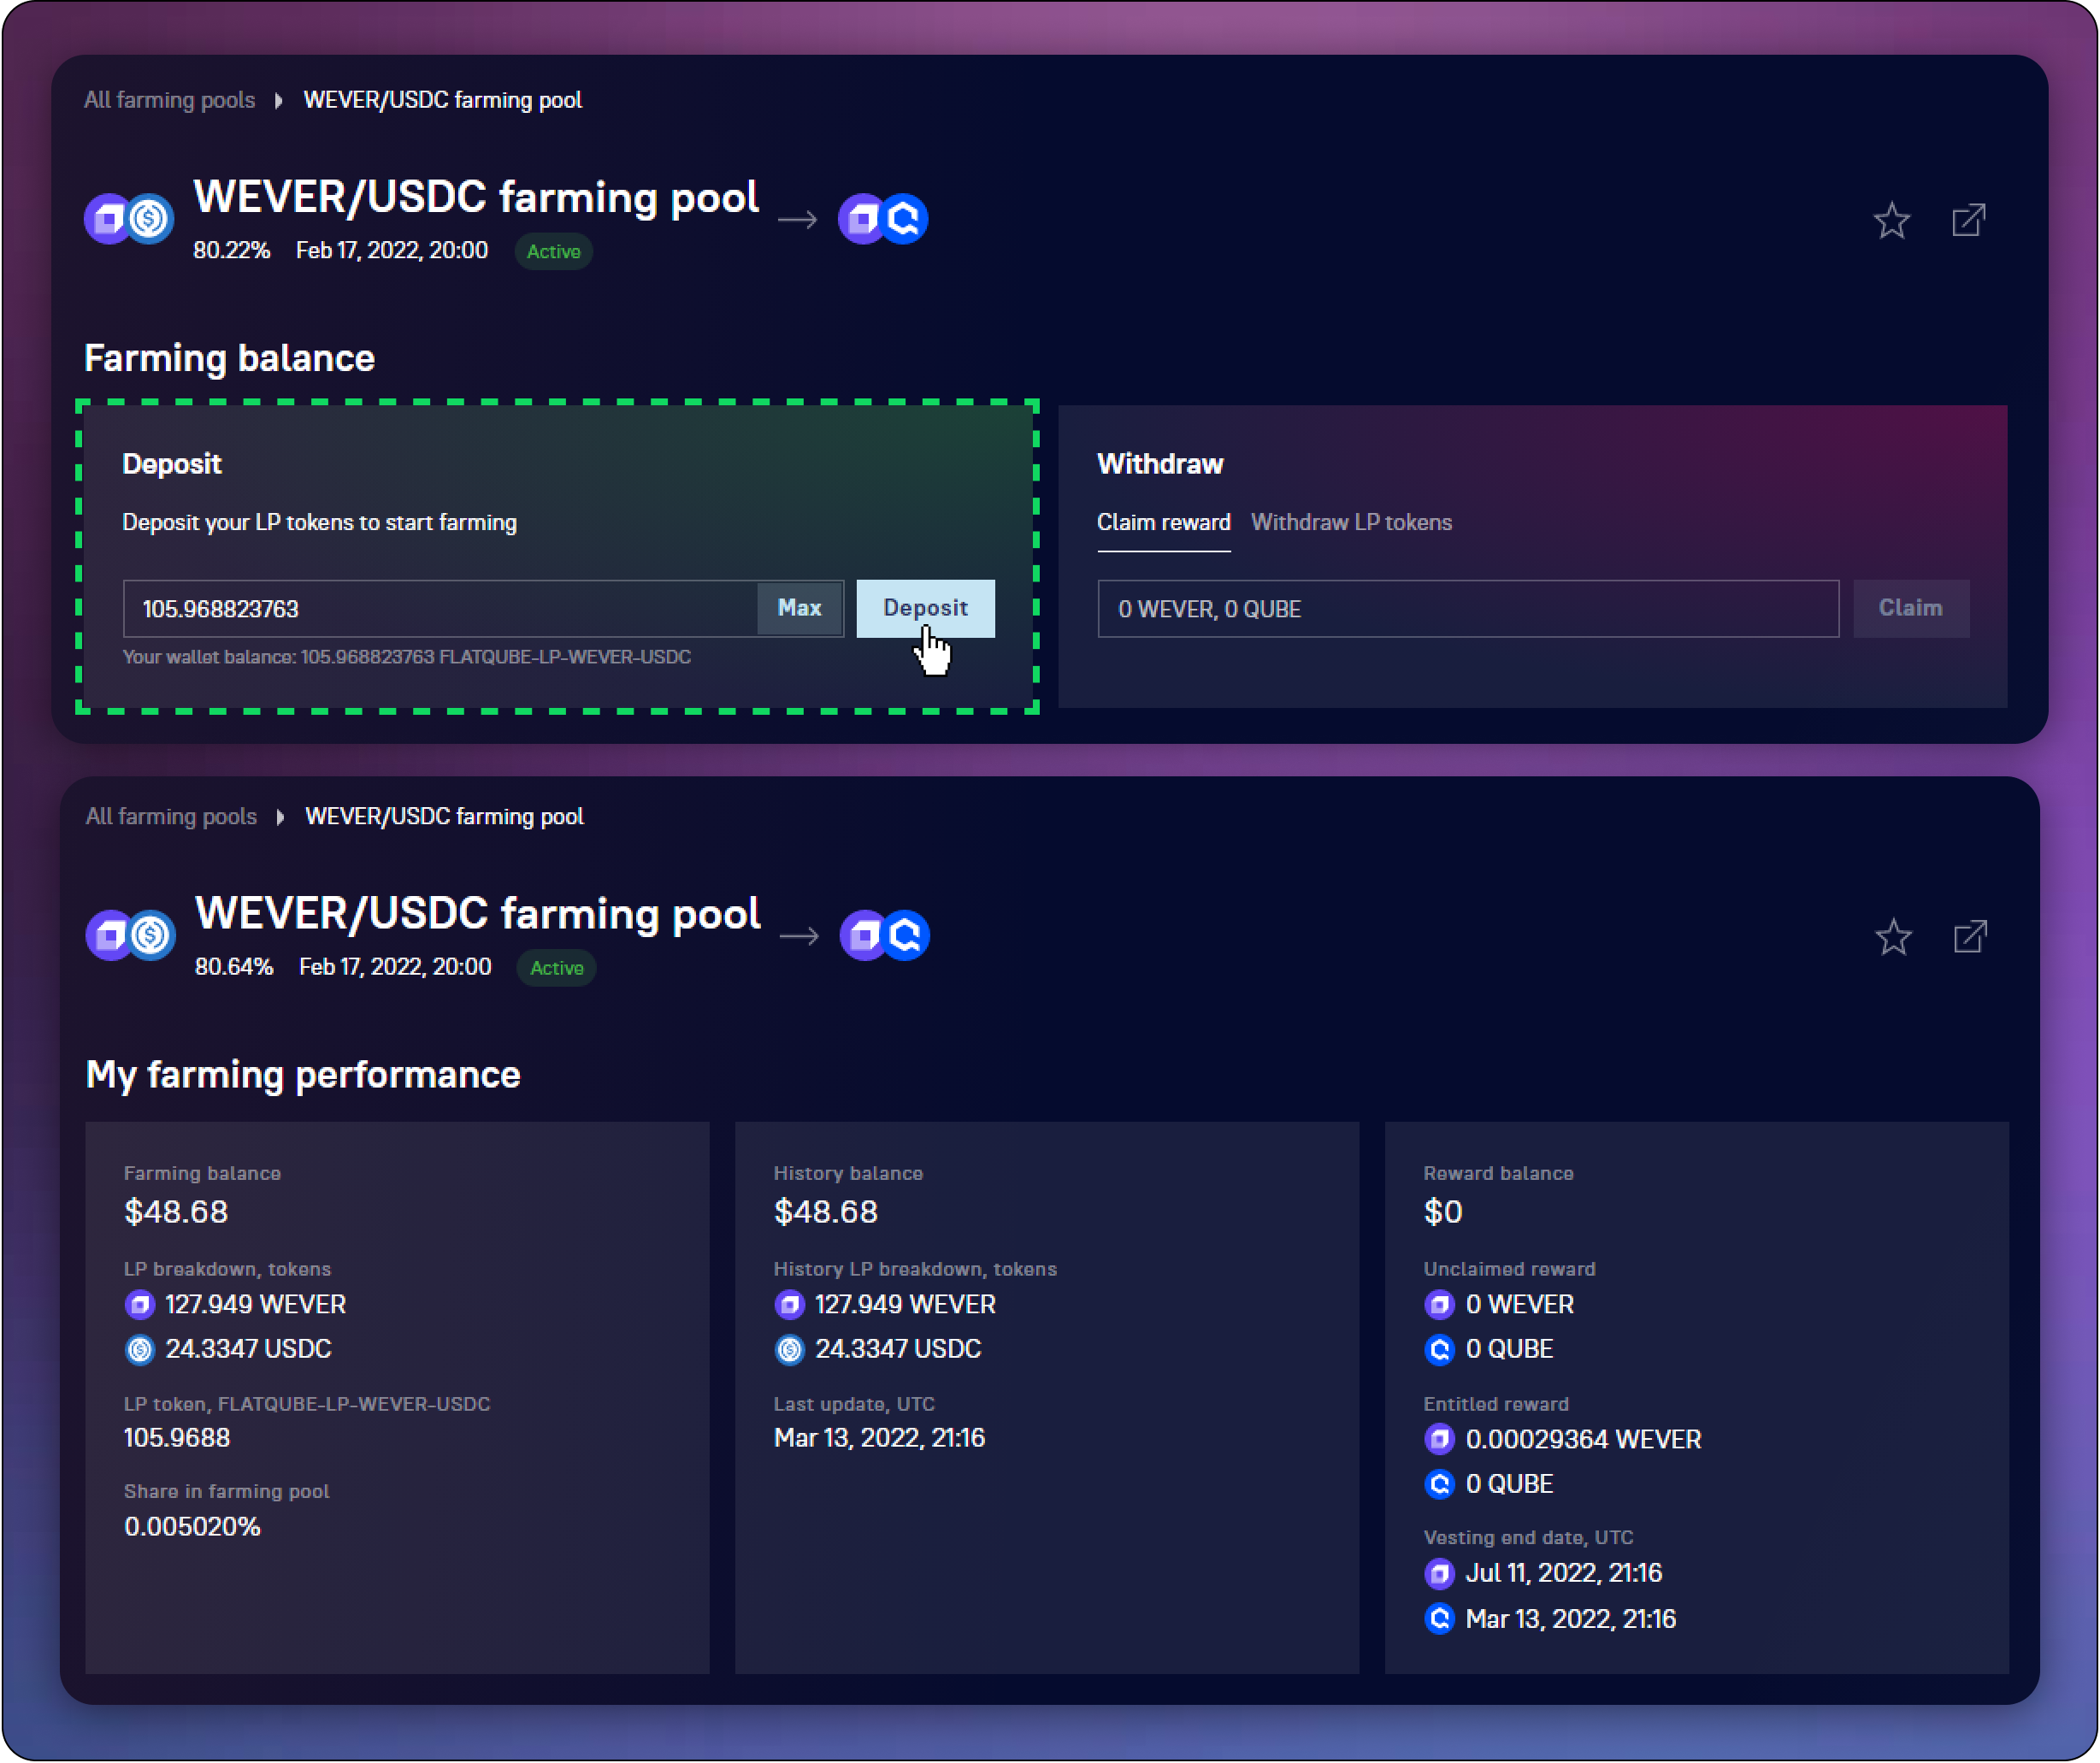 All farming pools WEVER/USDC farming pool
WEVER/USDC farming pool
80.22% Feb 17, 2022, 20:00 Active
Farming balance
Deposit
Deposit your LP tokens to start farming
105.968823763 Max Deposit
Your wallet balance: 105.968823763 FLATQUBE-LP-WEVER-USDC
Withdraw
Claim reward Withdraw LP tokens
0 WEVER, 0 QUBE Claim
All farming pools WEVER/USDC farming pool
WEVER/USDC farming pool
80.64% Feb 17, 2022, 20:00 Active
My farming performance
Farming balance
$48.68
LP breakdown, tokens
127.949 WEVER
24.3347 USDC
LP token, FLATQUBE-LP-WEVER-USDC
105.9688
Share in farming pool
0.005020%
History balance
$48.68
History LP breakdown, tokens
127.949 WEVER
24.3347 USDC
Last update, UTC
Mar 13, 2022, 21:16
Reward balance
$0
Unclaimed reward
0 WEVER
0 QUBE
Entitled reward
0.00029364 WEVER
0 QUBE
Vesting end date, UTC
Jul 11, 2022, 21:16
Mar 13, 2022, 21:16